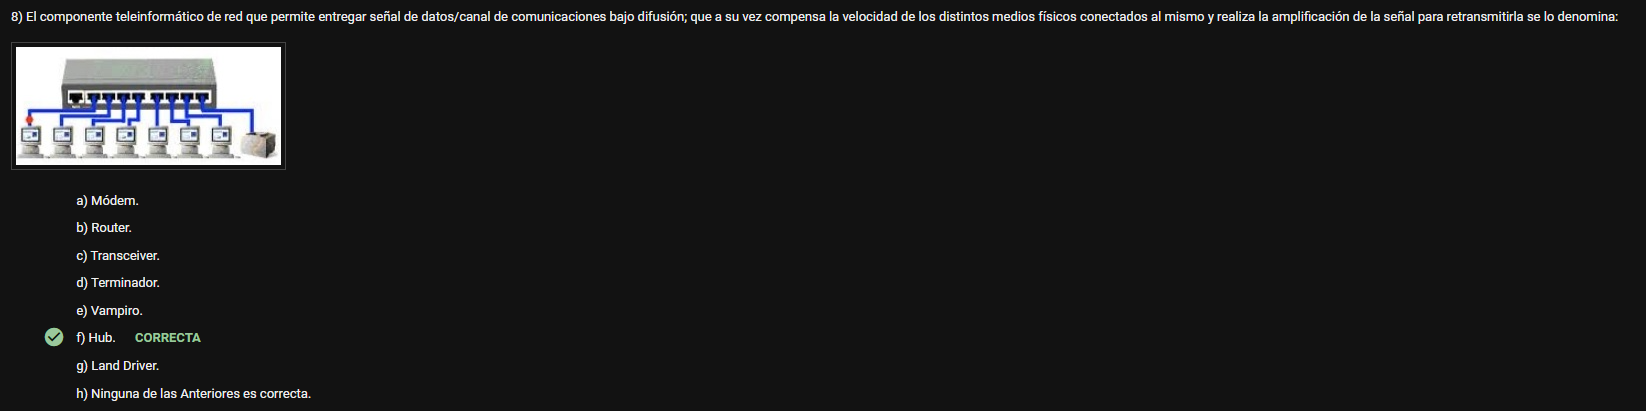 8) El componente teleinformático de red que permite entregar señal de datos/canal de comunicaciones bajo difusión; que a su vez compensa la velocidad de los distintos medios físicos conectados al mismo y realiza la amplificación de la señal para retransmitirla se lo denomina:
a) Módem.
b) Router.
c) Transceiver.
d) Terminador.
e) Vampiro.
f) Hub. CORRECTA
g) Land Driver.
h) Ninguna de las Anteriores es correcta.